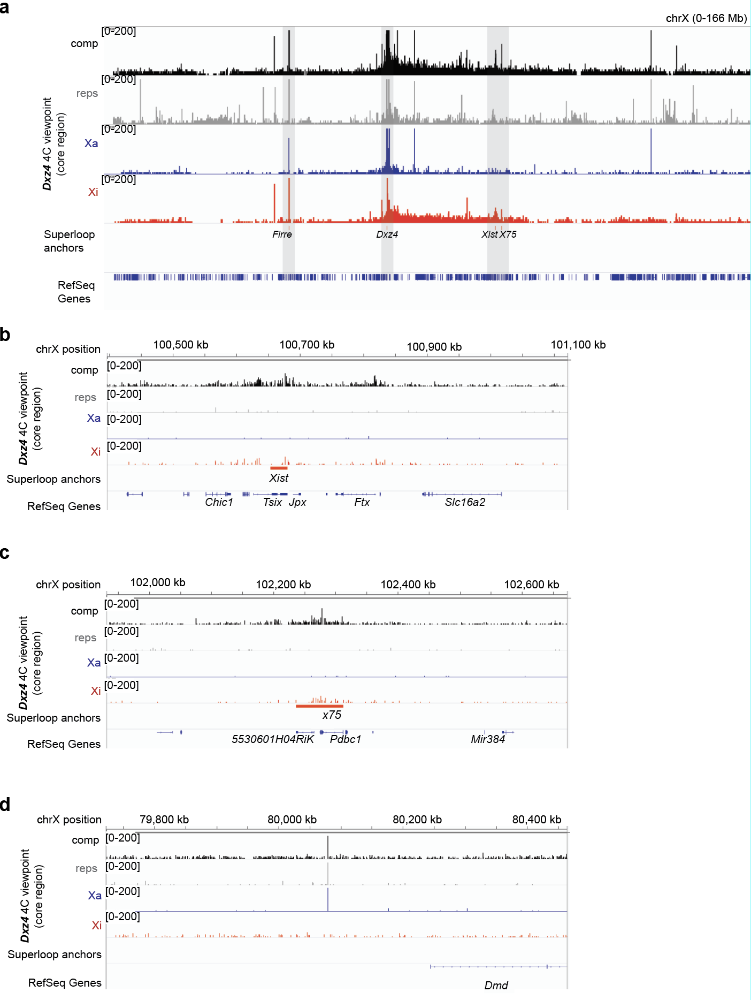 a
chrX (0-166 Mb)
[0-200]
comp
[0-200]
reps
[0-200]
Xa
[0-200]
Xi
Dxz4 4C viewpoint
(core region)
Superloop
anchors
Firre
Dxz4
Xist X75
RefSeq
Genes
b
chrX position
100,500 kb
100,700 kb
100,900 kb
101,100 kb
comp
[0-200]
reps
[0-200]
Xa
[0-200]
Xi
[0-200]
Dxz4 4C viewpoint
(core region)
Superloop anchors
Xist
RefSeq Genes
Chic1
Tsix
Jpx
Ftx
Slc16a2
c
chrX position
102,000 kb
102,200 kb
102,400 kb
102,600 kb
comp
[0-200]
reps
[0-200]
Xa
[0-200]
Xi
[0-200]
Dxz4 4C viewpoint
(core region)
Superloop anchors
x75
RefSeq Genes
5530601H04RiK
Pdbc1
Mir384
d
chrX position
79,800 kb
80,000 kb
80,200 kb
80,400 kb
comp
[0-200]
reps
[0-200]
Xa
[0-200]
Xi
[0-200]
Dxz4 4C viewpoint
(core region)
Superloop anchors
RefSeq Genes
Dmd